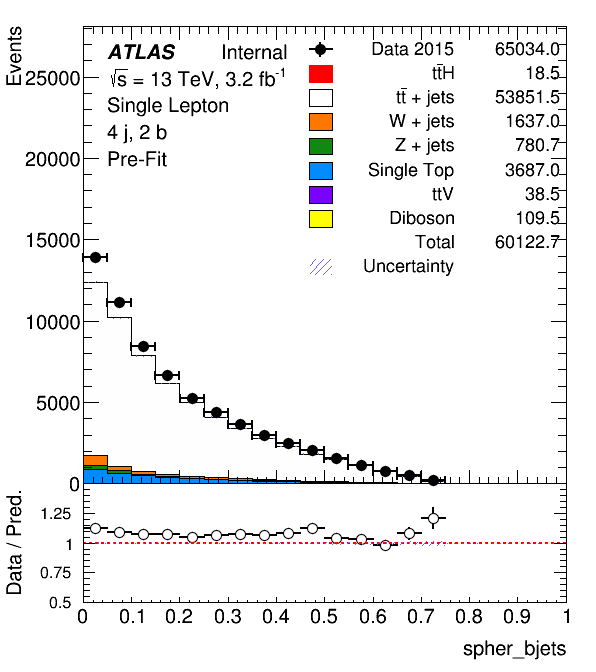 Events
25000
20000
15000
10000
5000
0
ATLAS Internal
√s = 13 TeV, 3.2 fb⁻¹
Single Lepton
4 j, 2 b
Pre-Fit
Data 2015 65034.0
tt̄H 18.5
tt̄ + jets 53851.5
W + jets 1637.0
Z + jets 780.7
Single Top 3687.0
ttV 38.5
Diboson 109.5
Total 60122.7
Uncertainty
Data / Pred.
1.25
1
0.75
0.5
0 0.1 0.2 0.3 0.4 0.5 0.6 0.7 0.8 0.9 1
spher_bjets